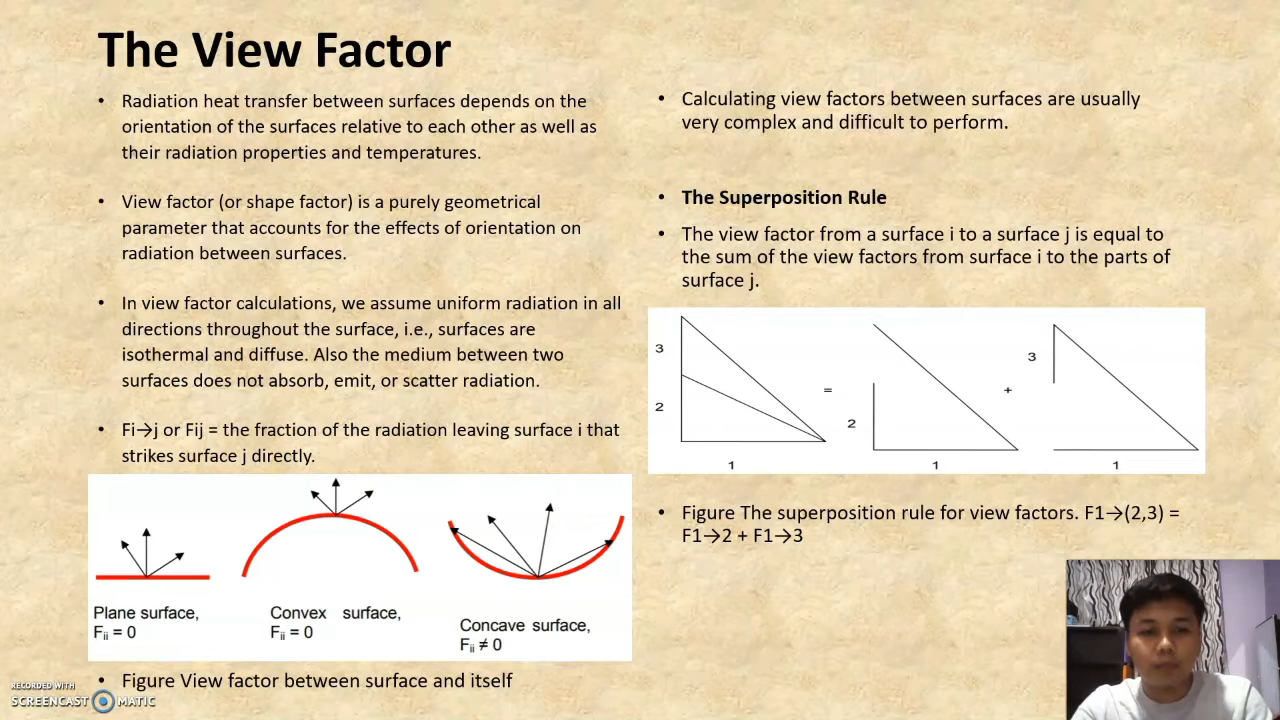 The View Factor
• Radiation heat transfer between surfaces depends on the
orientation of the surfaces relative to each other as well as
their radiation properties and temperatures.
• View factor (or shape factor) is a purely geometrical
parameter that accounts for the effects of orientation on
radiation between surfaces.
• In view factor calculations, we assume uniform radiation in all
directions throughout the surface, i.e., surfaces are
isothermal and diffuse. Also the medium between two
surfaces does not absorb, emit, or scatter radiation.
• Fi→j or Fij = the fraction of the radiation leaving surface i that
strikes surface j directly.
Plane surface,
Fii = 0
Convex surface,
Fii = 0
Concave surface,
Fii ≠ 0
• Figure View factor between surface and itself
• Calculating view factors between surfaces are usually
very complex and difficult to perform.
• The Superposition Rule
• The view factor from a surface i to a surface j is equal to
the sum of the view factors from surface i to the parts of
surface j.
3
2
1
=
2
1
+
3
1
• Figure The superposition rule for view factors. F1→(2,3) =
F1→2 + F1→3
RECORDED WITH
SCREENCAST MATIC